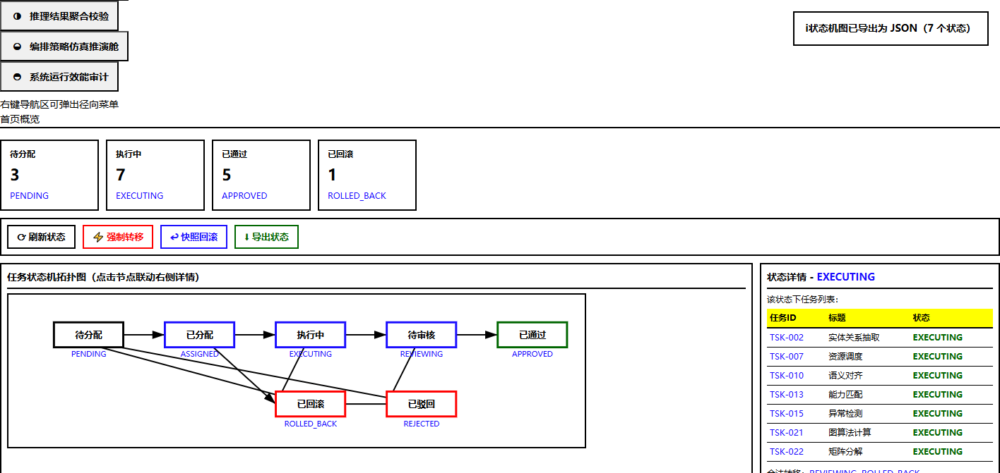 推理结果聚合校验
编排策略仿真推演舱
系统运行效能审计
i状态机图已导出为 JSON（7 个状态）
右键导航区可弹出径向菜单
首页概览
待分配
3
PENDING
执行中
7
EXECUTING
已通过
5
APPROVED
已回滚
1
ROLLED_BACK
⟳ 刷新状态
⚡ 强制转移
↩ 快照回滚
⬇ 导出状态
任务状态机拓扑图（点击节点联动右侧详情）
待分配
PENDING
已分配
ASSIGNED
执行中
EXECUTING
待审核
REVIEWING
已通过
APPROVED
已回滚
ROLLED_BACK
已驳回
REJECTED
状态详情 - EXECUTING
该状态下任务列表：
任务ID 标题 状态
TSK-002 实体关系抽取 EXECUTING
TSK-007 资源调度 EXECUTING
TSK-010 语义对齐 EXECUTING
TSK-013 能力匹配 EXECUTING
TSK-015 异常检测 EXECUTING
TSK-021 图算法计算 EXECUTING
TSK-022 矩阵分解 EXECUTING
合法转移：REVIEWING, ROLLED_BACK